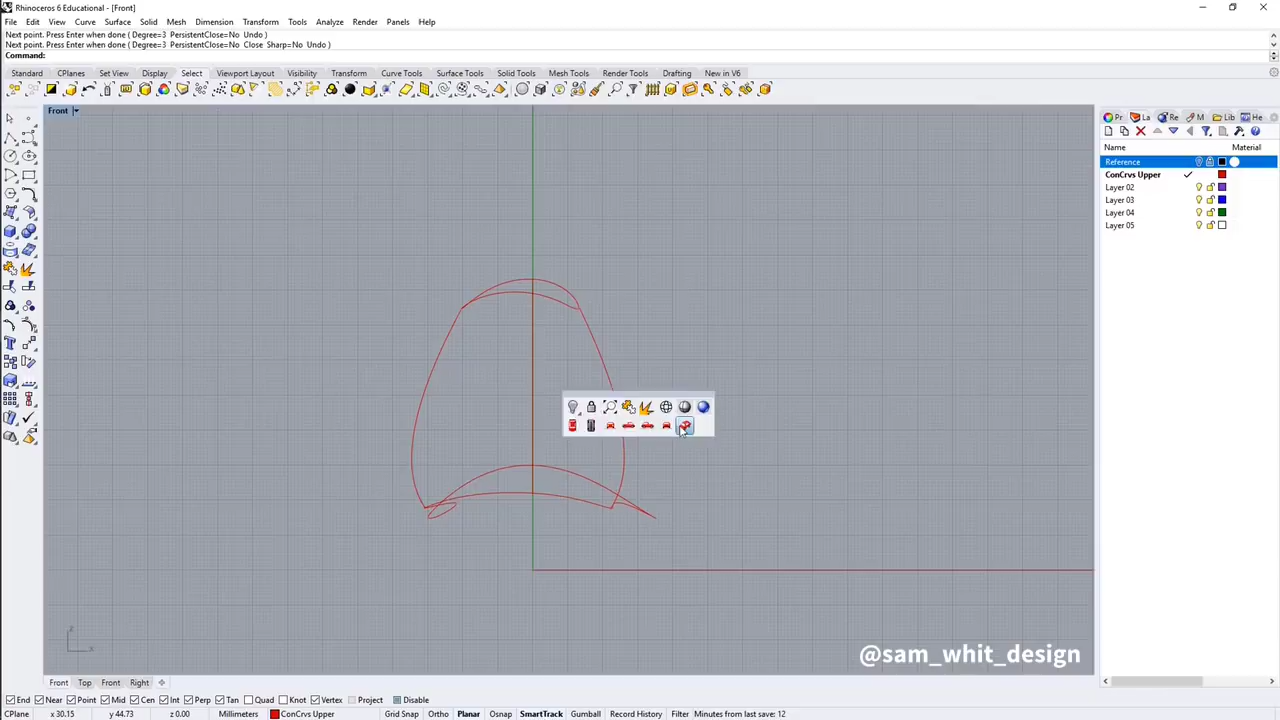 Rhinoceros 6 Educational - [Front]
File Edit View Curve Surface Solid Mesh Dimension Transform Tools Analyze Render Panels Help
Next point. Press Enter when done ( Degree=3 PersistentClose=No Undo )
Next point. Press Enter when done ( Degree=3 PersistentClose=No Close Sharp=No Undo )
Command:
Standard CPlanes Set View Display Select Viewport Layout Visibility Transform Curve Tools Surface Tools Solid Tools Mesh Tools Render Tools Drafting New in V6
Front
Pr La Re M Lib He
Name Material
Reference
ConCrvs Upper
Layer 02
Layer 03
Layer 04
Layer 05
z
x
@sam_whit_design
Front Top Front Right
End Near Point Mid Cen Int Perp Tan Quad Knot Vertex Project Disable
CPlane x 30.15 y 44.73 z 0.00 Millimeters ConCrvs Upper Grid Snap Ortho Planar Osnap SmartTrack Gumball Record History Filter Minutes from last save: 12